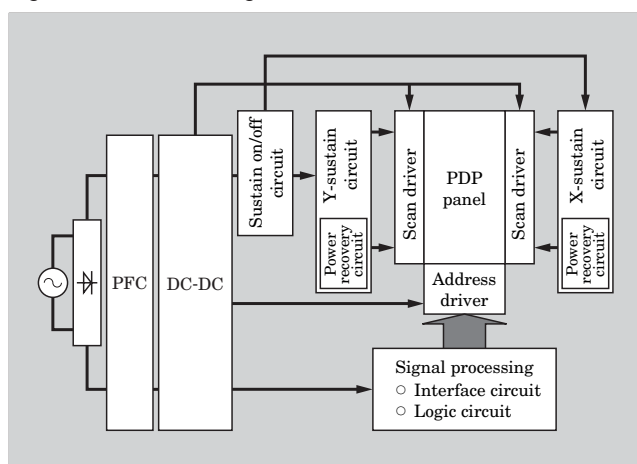 PFC
DC-DC
Sustain on/off
circuit
Y-sustain
circuit
Power
recovery
circuit
Scan driver
PDP
panel
Scan driver
X-sustain
circuit
Power
recovery
circuit
Address
driver
Signal processing
○ Interface circuit
○ Logic circuit